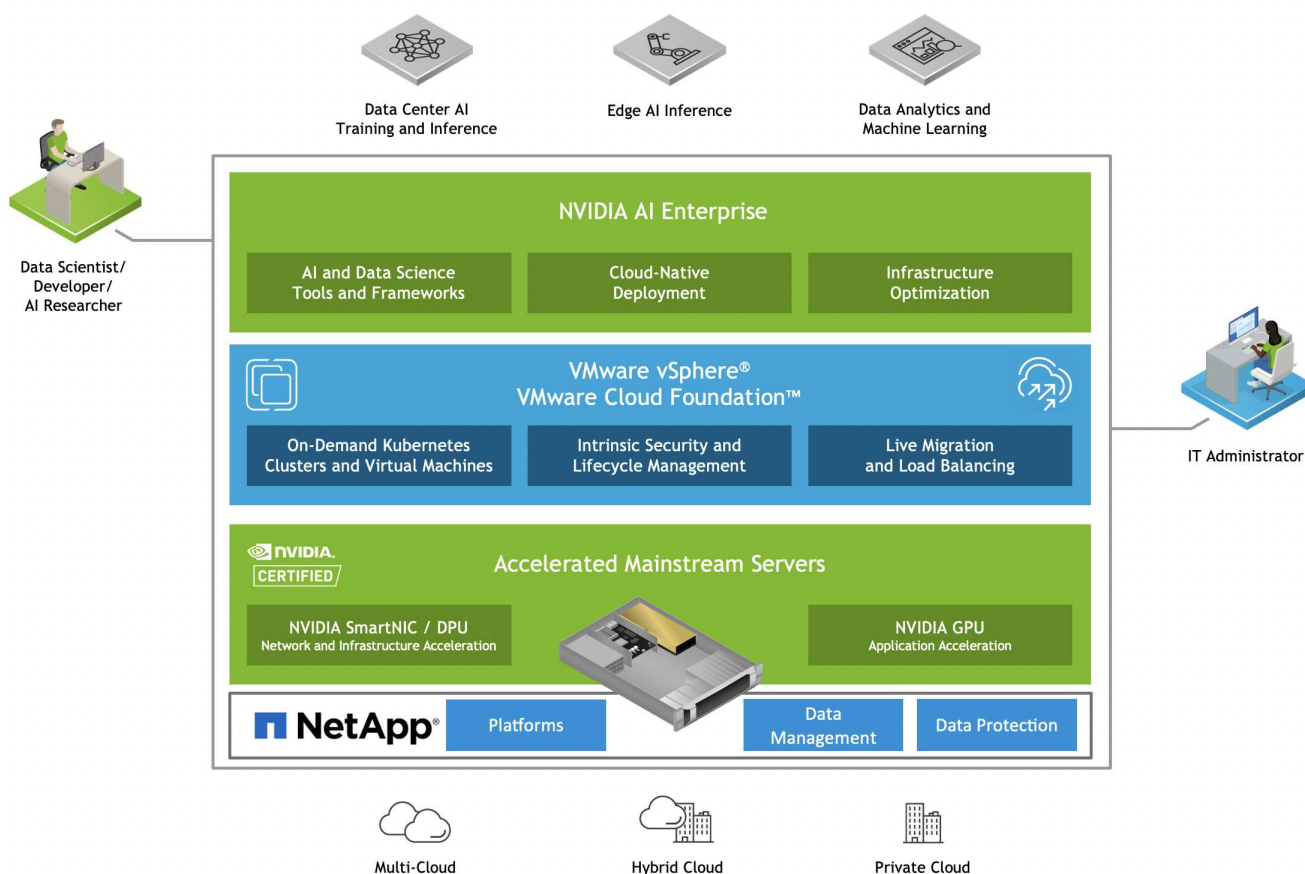 Data Center AI
Training and Inference
Edge AI Inference
Data Analytics and
Machine Learning
Data Scientist/
Developer/
AI Researcher
NVIDIA AI Enterprise
AI and Data Science
Tools and Frameworks
Cloud-Native
Deployment
Infrastructure
Optimization
VMware vSphere®
VMware Cloud Foundation™
On-Demand Kubernetes
Clusters and Virtual Machines
Intrinsic Security and
Lifecycle Management
Live Migration
and Load Balancing
IT Administrator
NVIDIA.
CERTIFIED
Accelerated Mainstream Servers
NVIDIA SmartNIC / DPU
Network and Infrastructure Acceleration
NVIDIA GPU
Application Acceleration
NetApp®
Platforms
Data
Management
Data Protection
Multi-Cloud
Hybrid Cloud
Private Cloud